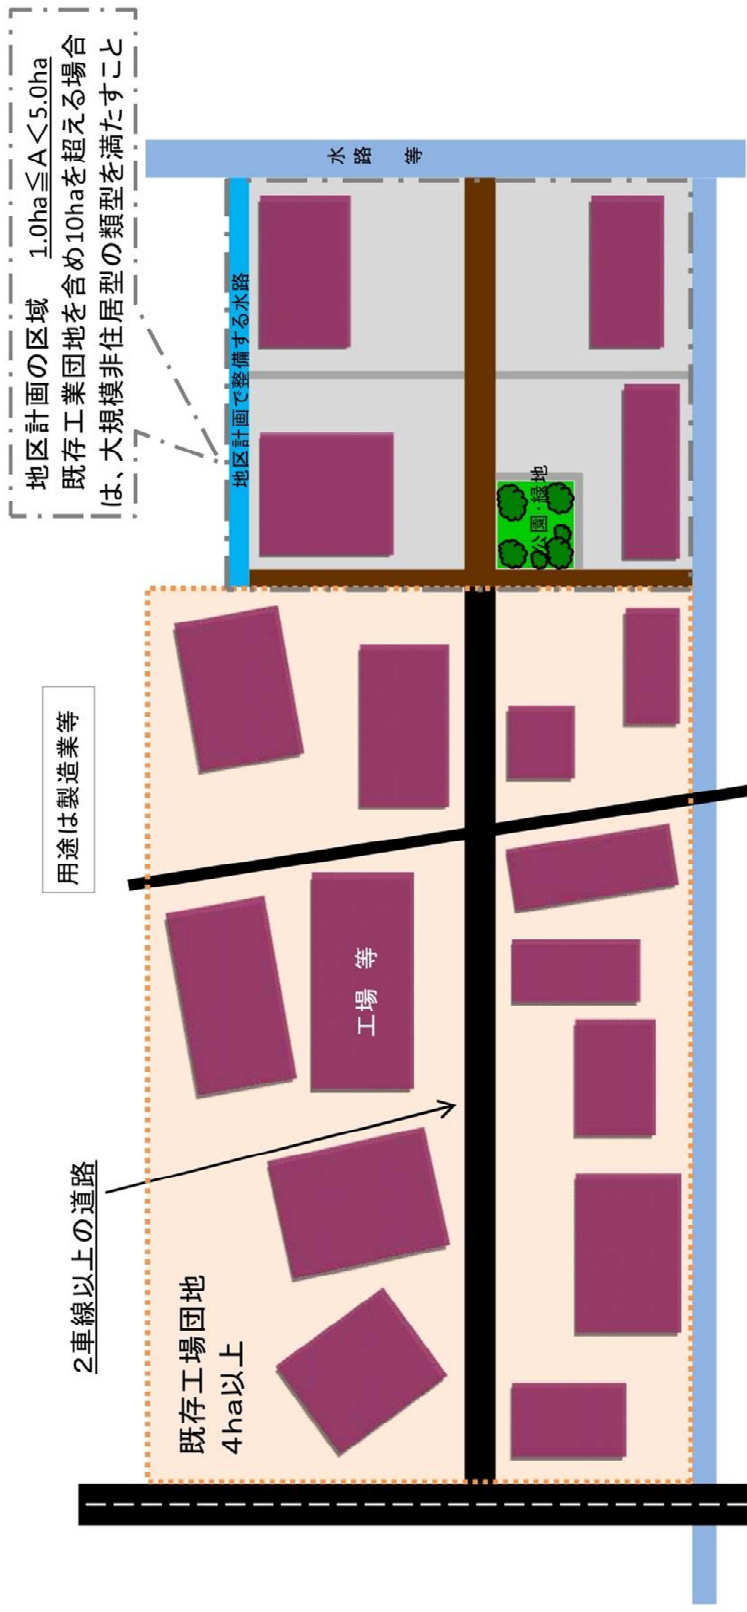 地区計画の区域　1.0ha≦A＜5.0ha
既存工業団地を含め10haを超える場合
は、大規模非住居型の類型を満たすこと
用途は製造業等
2車線以上の道路
既存工場団地
4ha以上
工場　等
地区計画で整備する水路
水路　等
公園・緑地